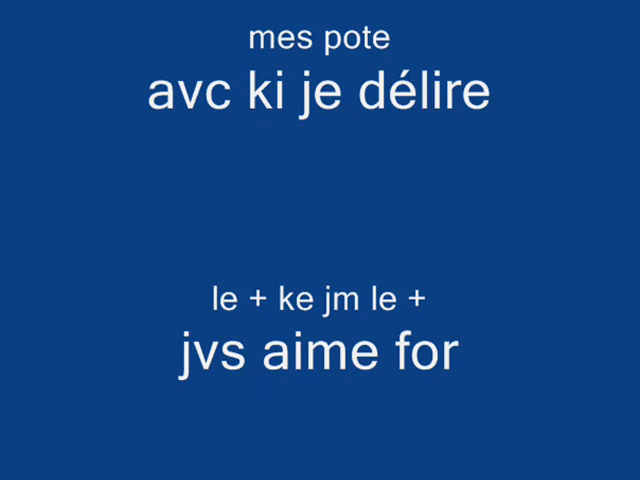 mes pote
avc ki je délire
le + ke jm le +
jvs aime for